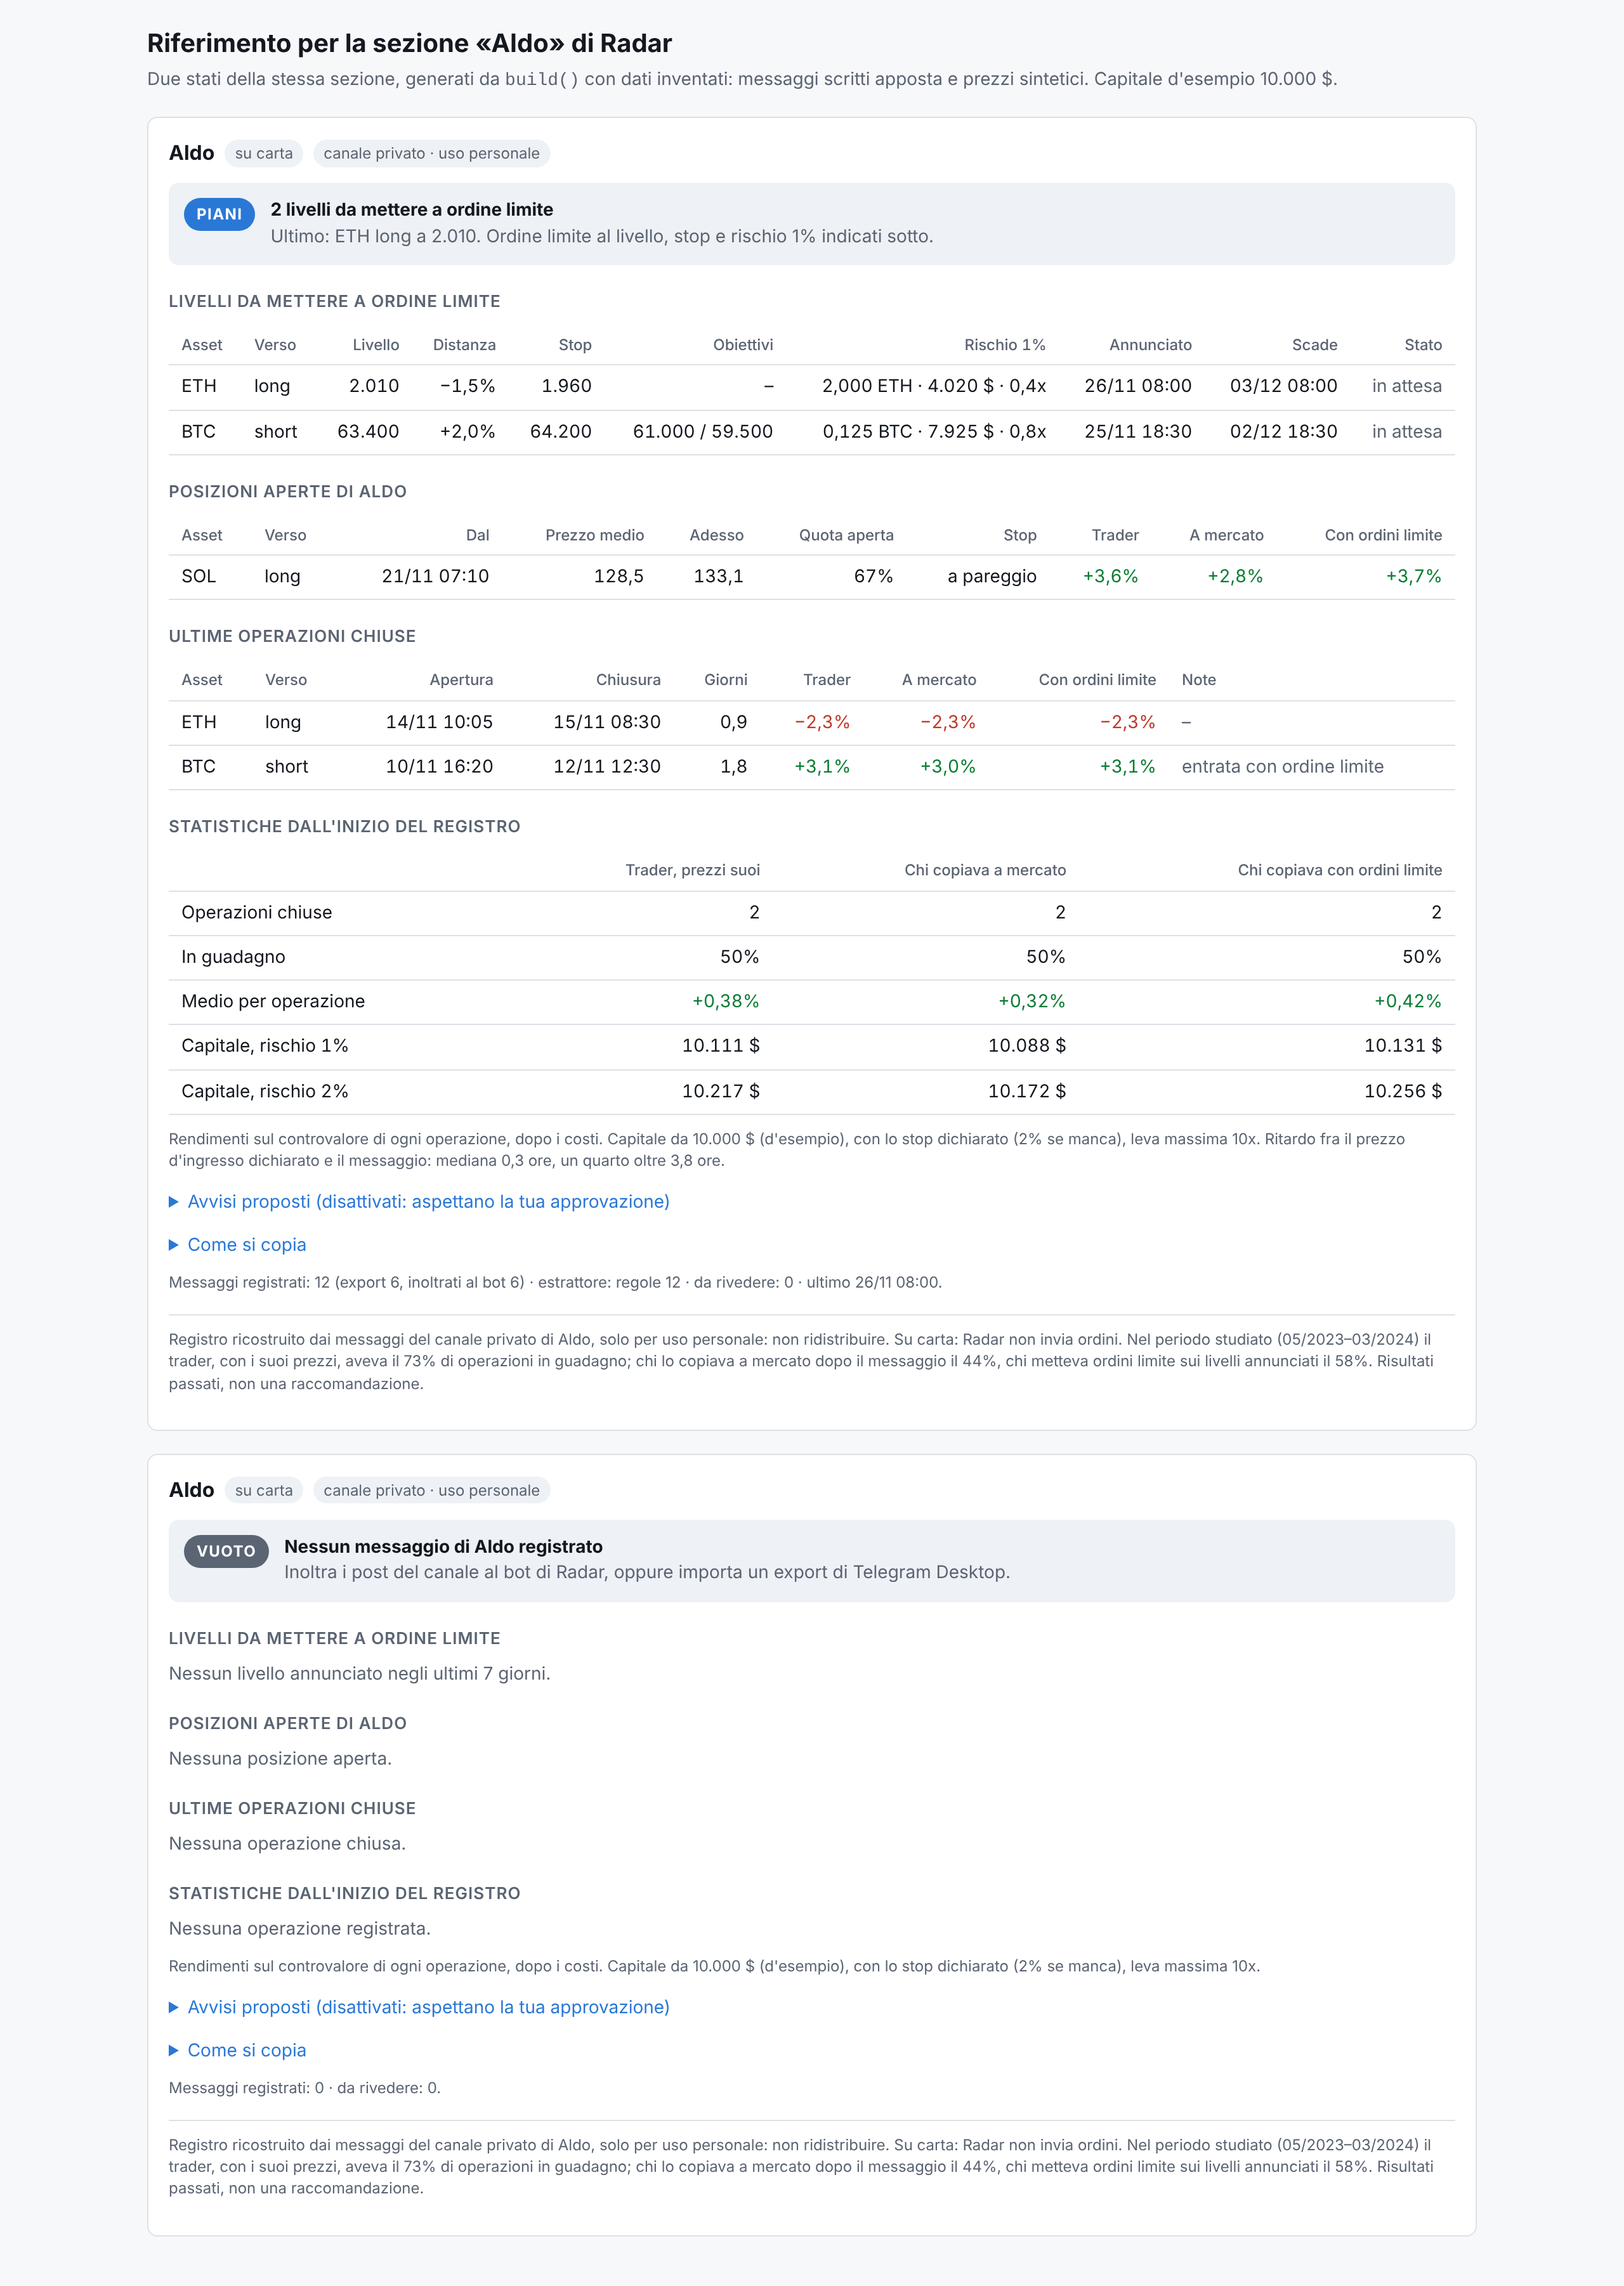 Riferimento per la sezione «Aldo» di Radar
Due stati della stessa sezione, generati da build() con dati inventati: messaggi scritti apposta e prezzi sintetici. Capitale d'esempio 10.000 $.
Aldo su carta canale privato · uso personale
PIANI 2 livelli da mettere a ordine limite
Ultimo: ETH long a 2.010. Ordine limite al livello, stop e rischio 1% indicati sotto.
LIVELLI DA METTERE A ORDINE LIMITE
Asset Verso Livello Distanza Stop Obiettivi Rischio 1% Annunciato Scade Stato
ETH long 2.010 −1,5% 1.960 – 2,000 ETH · 4.020 $ · 0,4x 26/11 08:00 03/12 08:00 in attesa
BTC short 63.400 +2,0% 64.200 61.000 / 59.500 0,125 BTC · 7.925 $ · 0,8x 25/11 18:30 02/12 18:30 in attesa
POSIZIONI APERTE DI ALDO
Asset Verso Dal Prezzo medio Adesso Quota aperta Stop Trader A mercato Con ordini limite
SOL long 21/11 07:10 128,5 133,1 67% a pareggio +3,6% +2,8% +3,7%
ULTIME OPERAZIONI CHIUSE
Asset Verso Apertura Chiusura Giorni Trader A mercato Con ordini limite Note
ETH long 14/11 10:05 15/11 08:30 0,9 −2,3% −2,3% −2,3% –
BTC short 10/11 16:20 12/11 12:30 1,8 +3,1% +3,0% +3,1% entrata con ordine limite
STATISTICHE DALL'INIZIO DEL REGISTRO
Trader, prezzi suoi Chi copiava a mercato Chi copiava con ordini limite
Operazioni chiuse 2 2 2
In guadagno 50% 50% 50%
Medio per operazione +0,38% +0,32% +0,42%
Capitale, rischio 1% 10.111 $ 10.088 $ 10.131 $
Capitale, rischio 2% 10.217 $ 10.172 $ 10.256 $
Rendimenti sul controvalore di ogni operazione, dopo i costi. Capitale da 10.000 $ (d'esempio), con lo stop dichiarato (2% se manca), leva massima 10x. Ritardo fra il prezzo
d'ingresso dichiarato e il messaggio: mediana 0,3 ore, un quarto oltre 3,8 ore.
▶ Avvisi proposti (disattivati: aspettano la tua approvazione)
▶ Come si copia
Messaggi registrati: 12 (export 6, inoltrati al bot 6) · estrattore: regole 12 · da rivedere: 0 · ultimo 26/11 08:00.
Registro ricostruito dai messaggi del canale privato di Aldo, solo per uso personale: non ridistribuire. Su carta: Radar non invia ordini. Nel periodo studiato (05/2023–03/2024) il
trader, con i suoi prezzi, aveva il 73% di operazioni in guadagno; chi lo copiava a mercato dopo il messaggio il 44%, chi metteva ordini limite sui livelli annunciati il 58%. Risultati
passati, non una raccomandazione.
Aldo su carta canale privato · uso personale
VUOTO Nessun messaggio di Aldo registrato
Inoltra i post del canale al bot di Radar, oppure importa un export di Telegram Desktop.
LIVELLI DA METTERE A ORDINE LIMITE
Nessun livello annunciato negli ultimi 7 giorni.
POSIZIONI APERTE DI ALDO
Nessuna posizione aperta.
ULTIME OPERAZIONI CHIUSE
Nessuna operazione chiusa.
STATISTICHE DALL'INIZIO DEL REGISTRO
Nessuna operazione registrata.
Rendimenti sul controvalore di ogni operazione, dopo i costi. Capitale da 10.000 $ (d'esempio), con lo stop dichiarato (2% se manca), leva massima 10x.
▶ Avvisi proposti (disattivati: aspettano la tua approvazione)
▶ Come si copia
Messaggi registrati: 0 · da rivedere: 0.
Registro ricostruito dai messaggi del canale privato di Aldo, solo per uso personale: non ridistribuire. Su carta: Radar non invia ordini. Nel periodo studiato (05/2023–03/2024) il
trader, con i suoi prezzi, aveva il 73% di operazioni in guadagno; chi lo copiava a mercato dopo il messaggio il 44%, chi metteva ordini limite sui livelli annunciati il 58%. Risultati
passati, non una raccomandazione.